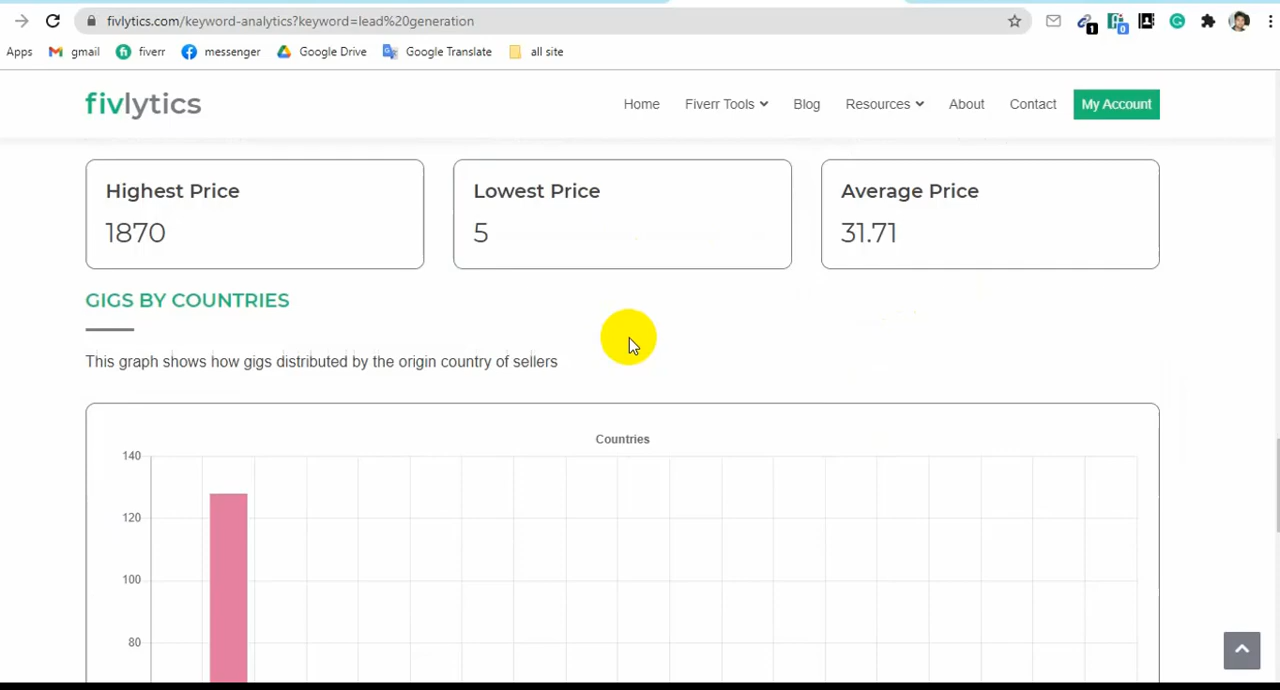 fivlytics.com/keyword-analytics?keyword=lead%20generation
1 0
Apps gmail fiverr messenger Google Drive Google Translate all site
fivlytics Home Fiverr Tools Blog Resources About Contact My Account
Highest Price Lowest Price Average Price
1870 5 31.71
GIGS BY COUNTRIES
This graph shows how gigs distributed by the origin country of sellers
Countries
140
120
100
80